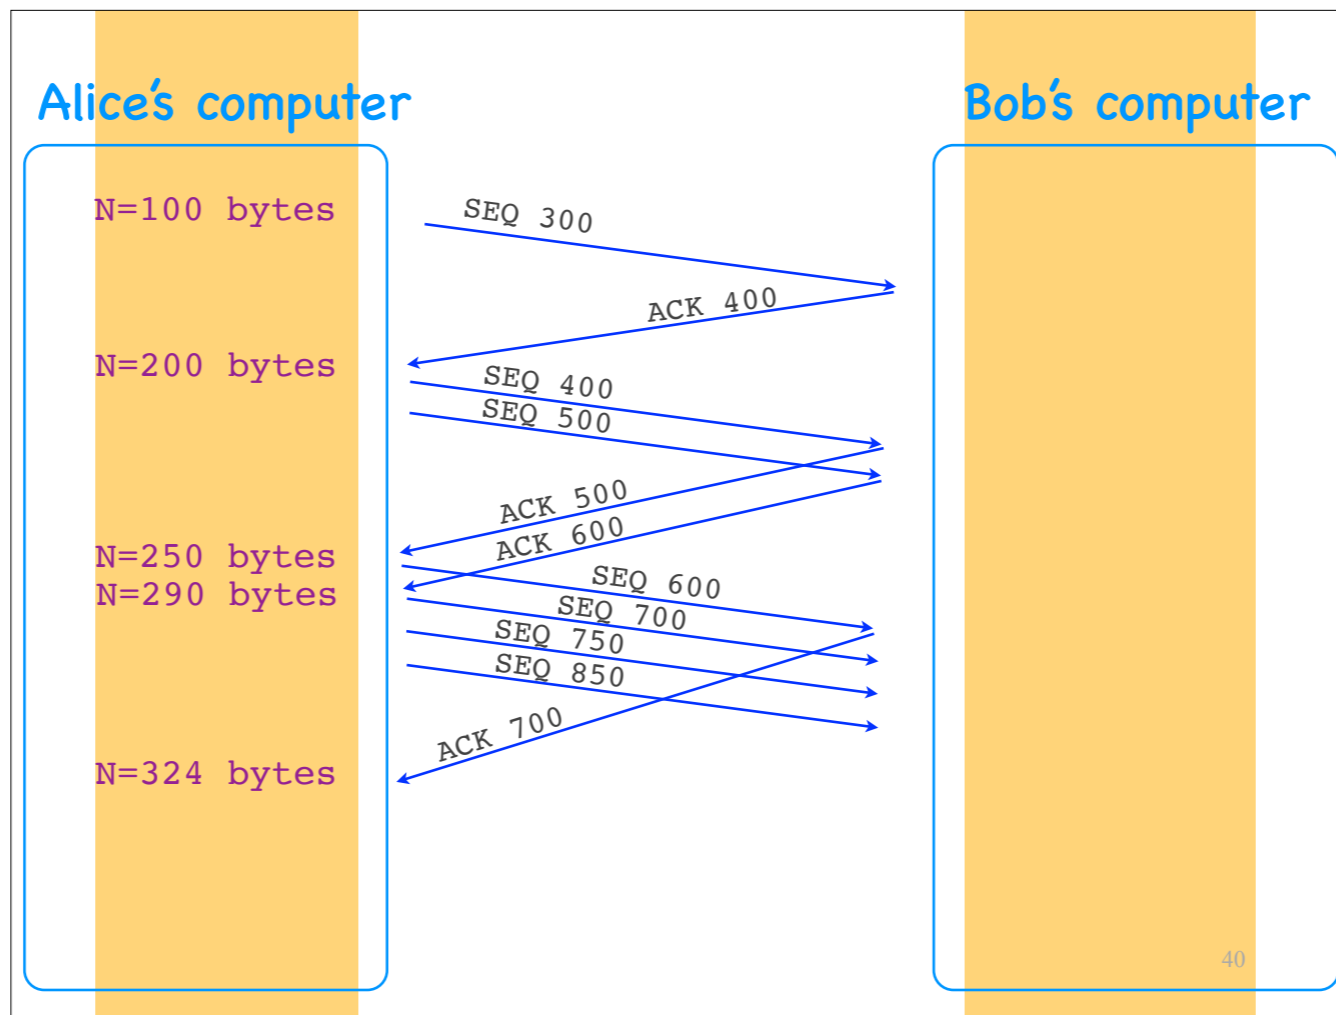 Alice's computer
Bob's computer
N=100 bytes
SEQ 300
ACK 400
N=200 bytes
SEQ 400
SEQ 500
ACK 500
ACK 600
N=250 bytes
SEQ 600
N=290 bytes
SEQ 700
SEQ 750
SEQ 850
ACK 700
N=324 bytes
40